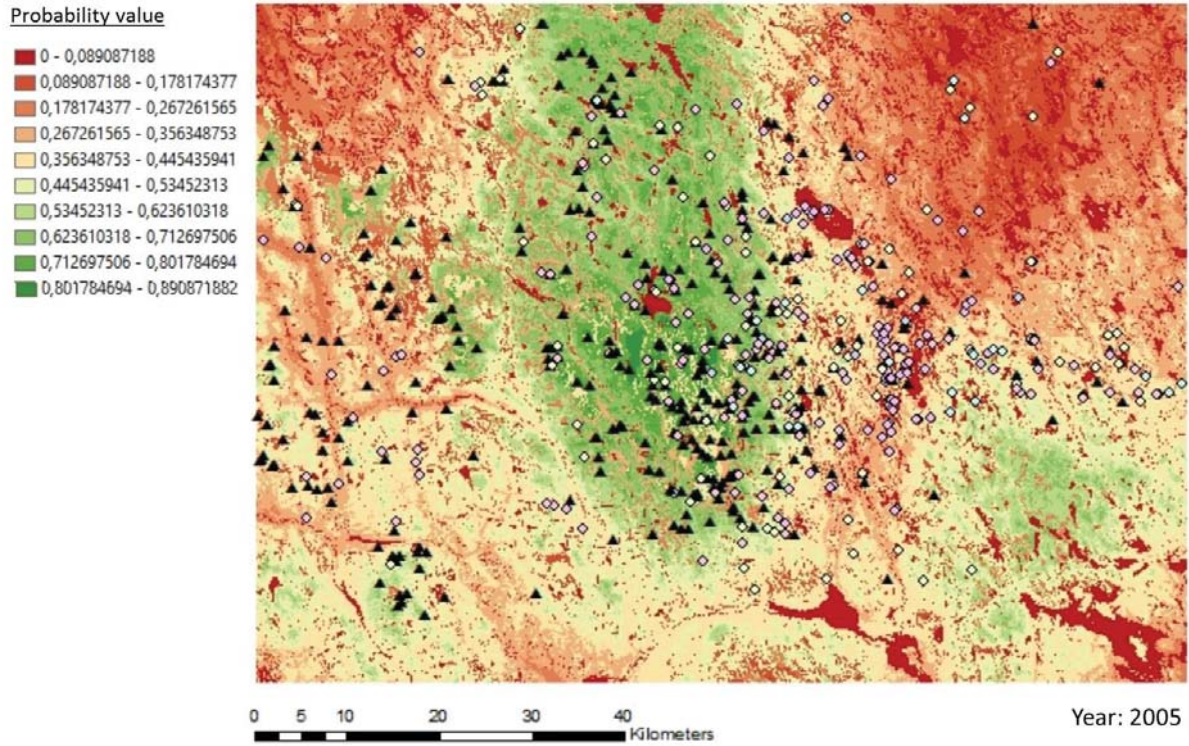 Probability value
0 - 0,089087188
0,089087188 - 0,178174377
0,178174377 - 0,267261565
0,267261565 - 0,356348753
0,356348753 - 0,445435941
0,445435941 - 0,53452313
0,53452313 - 0,623610318
0,623610318 - 0,712697506
0,712697506 - 0,801784694
0,801784694 - 0,890871882
0 5 10 20 30 40
Kilometers
Year: 2005